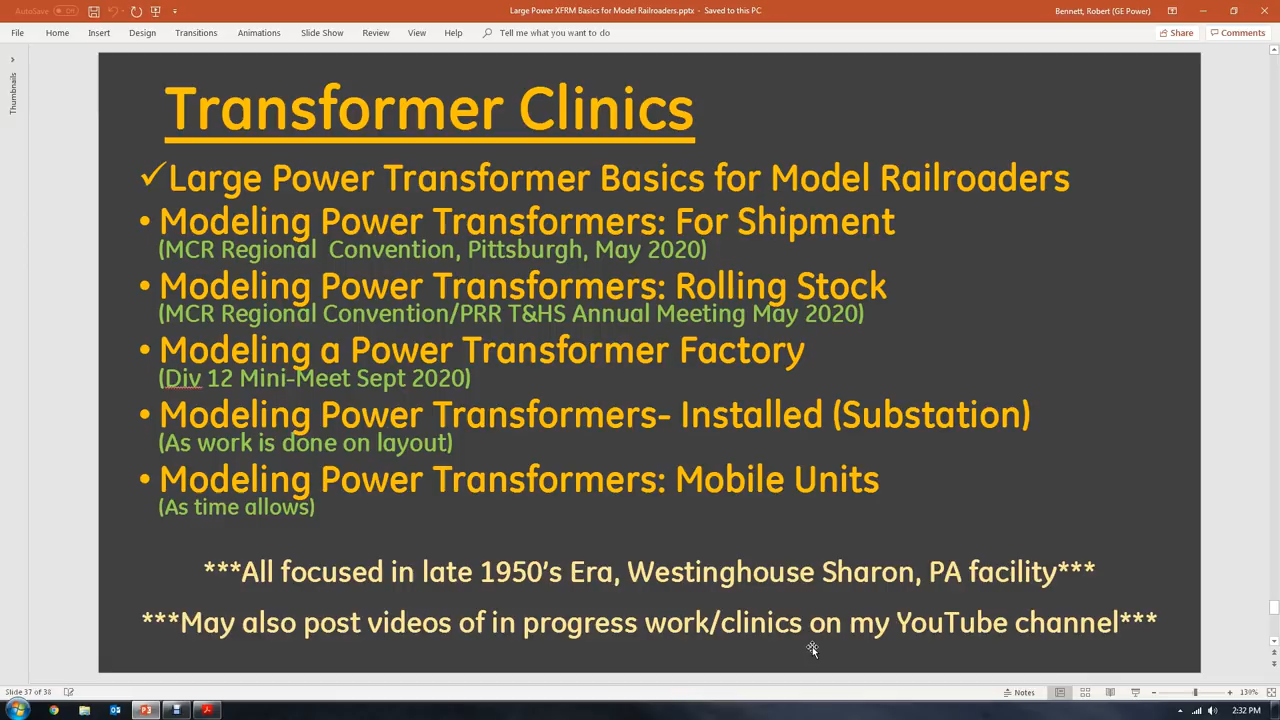 AutoSave Off
Large Power XFRM Basics for Model Railroaders.pptx - Saved to this PC
Bennett, Robert (GE Power)
File Home Insert Design Transitions Animations Slide Show Review View Help Tell me what you want to do
Share Comments
Thumbnails
Transformer Clinics
✓Large Power Transformer Basics for Model Railroaders
• Modeling Power Transformers: For Shipment
(MCR Regional Convention, Pittsburgh, May 2020)
• Modeling Power Transformers: Rolling Stock
(MCR Regional Convention/PRR T&HS Annual Meeting May 2020)
• Modeling a Power Transformer Factory
(Div 12 Mini-Meet Sept 2020)
• Modeling Power Transformers- Installed (Substation)
(As work is done on layout)
• Modeling Power Transformers: Mobile Units
(As time allows)
***All focused in late 1950's Era, Westinghouse Sharon, PA facility***
***May also post videos of in progress work/clinics on my YouTube channel***
Slide 37 of 38
Notes
138%
2:32 PM